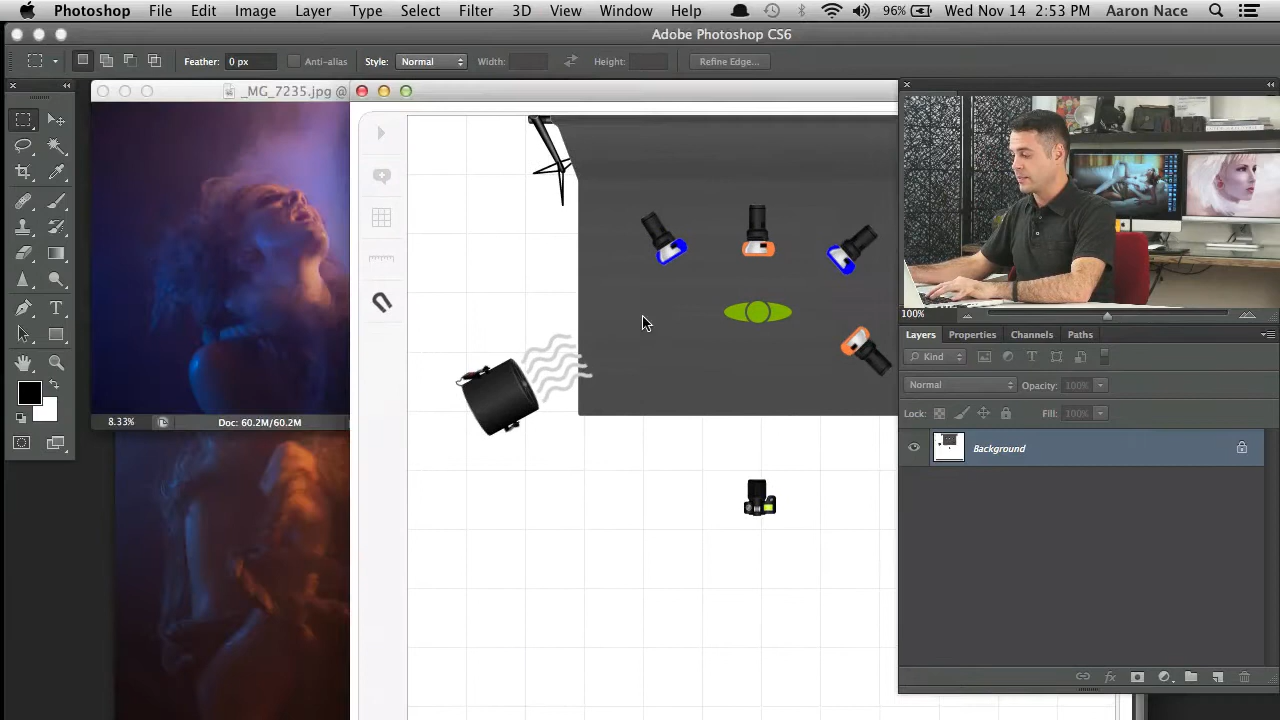 Photoshop File Edit Image Layer Type Select Filter 3D View Window Help 96% Wed Nov 14 2:53 PM Aaron Nace
Adobe Photoshop CS6
Feather: 0 px Anti-alias Style: Normal Width: Height: Refine Edge...
_MG_7235.jpg @
100%
Layers Properties Channels Paths
Kind
Normal Opacity: 100%
Lock: Fill: 100%
8.33% Doc: 60.2M/60.2M
Background